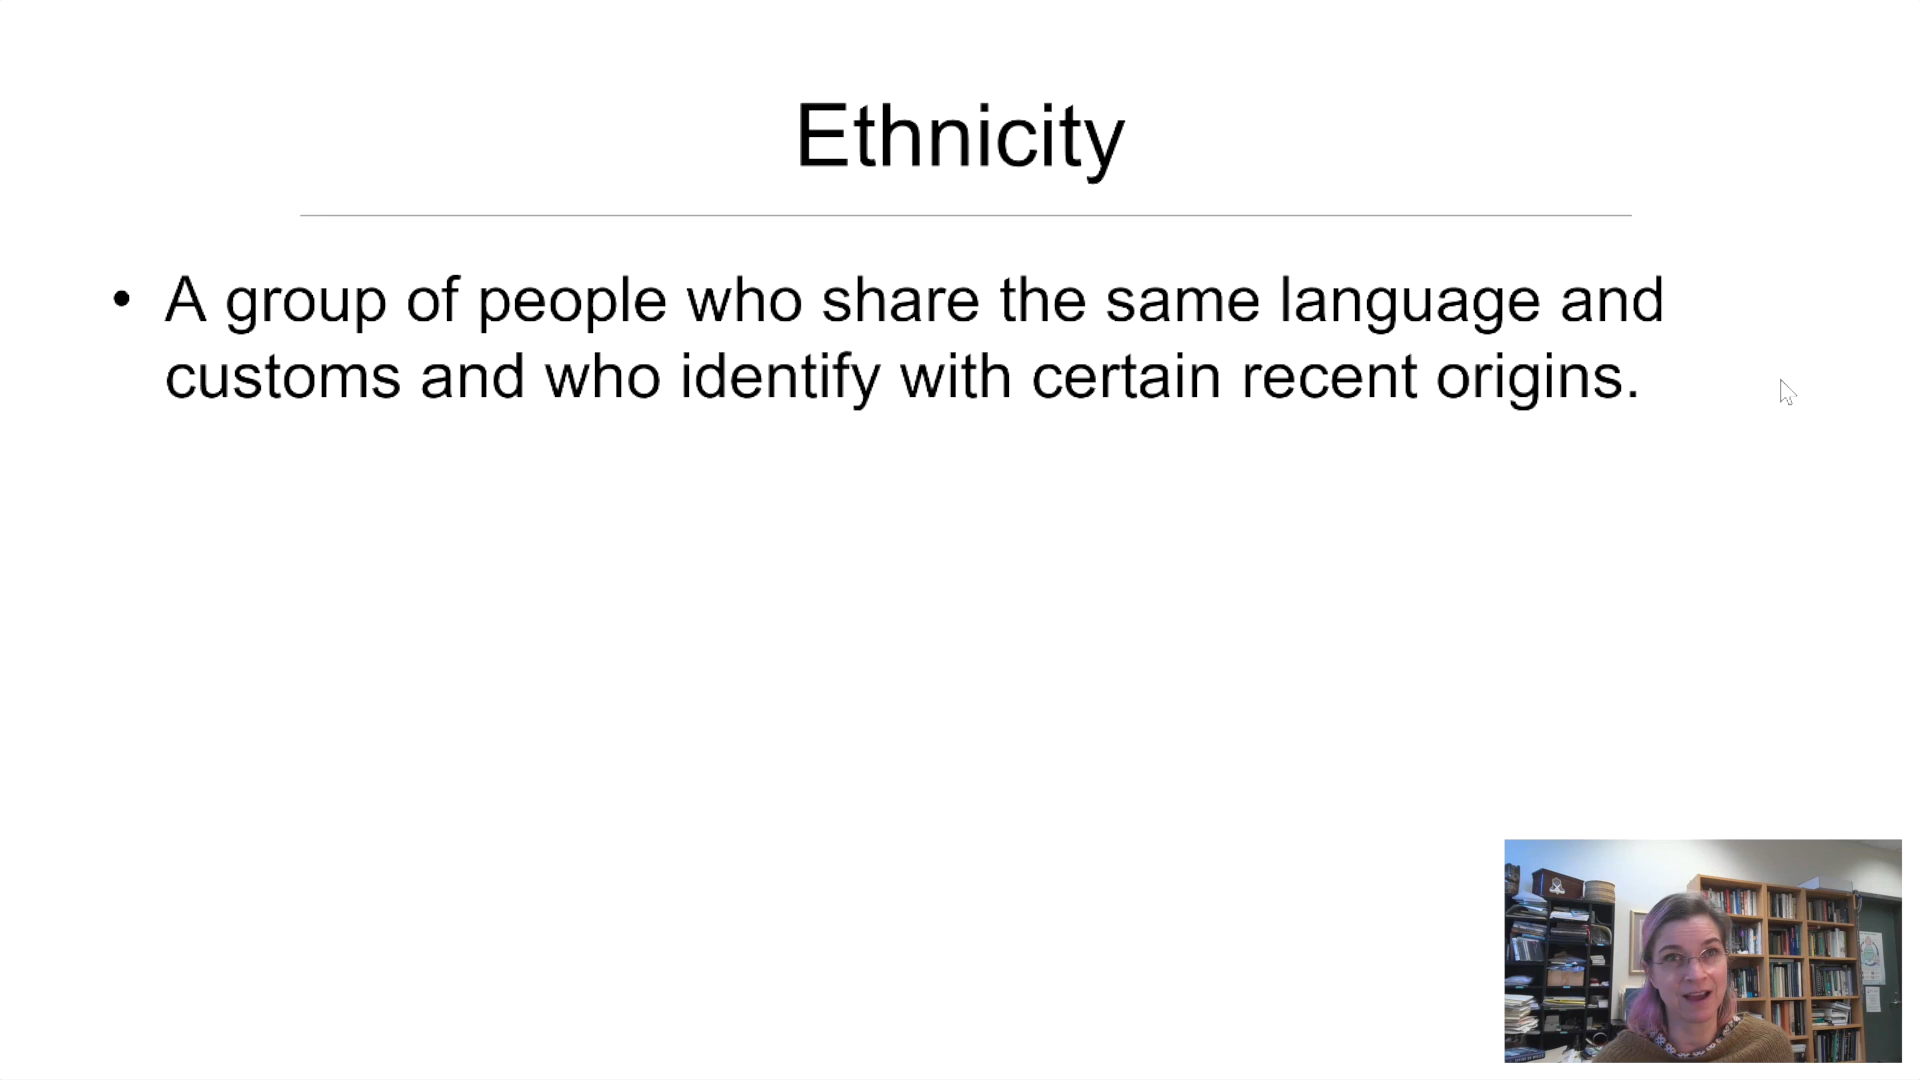 Ethnicity
• A group of people who share the same language and
customs and who identify with certain recent origins.